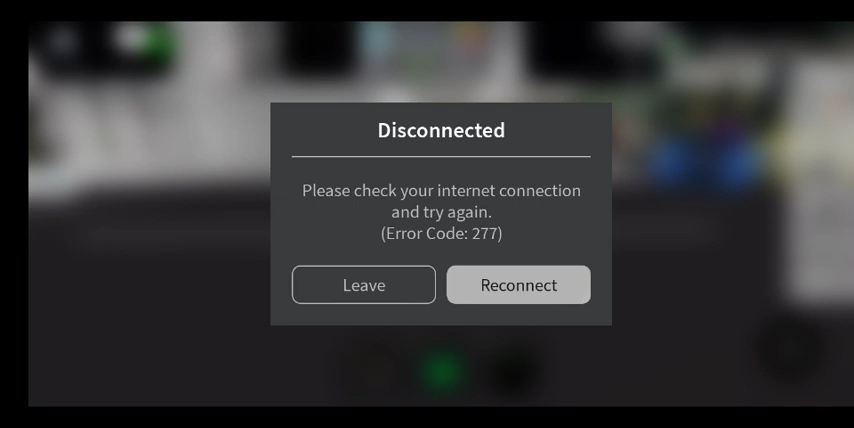 Disconnected
Please check your internet connection
and try again.
(Error Code: 277)
Leave
Reconnect